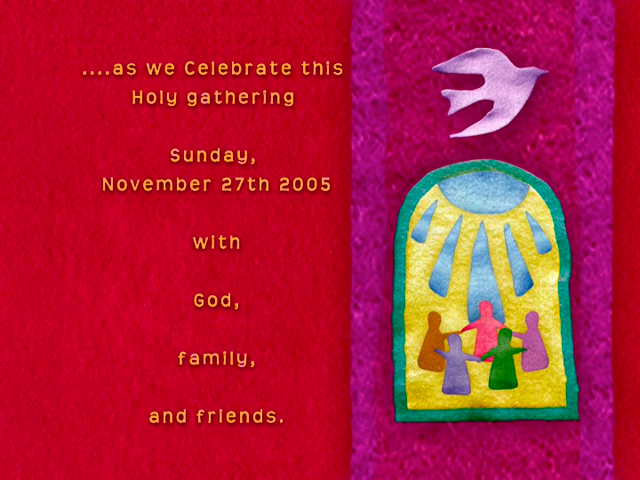 ....as we Celebrate this
Holy gathering
Sunday,
November 27th 2005
with
God,
family,
and friends.